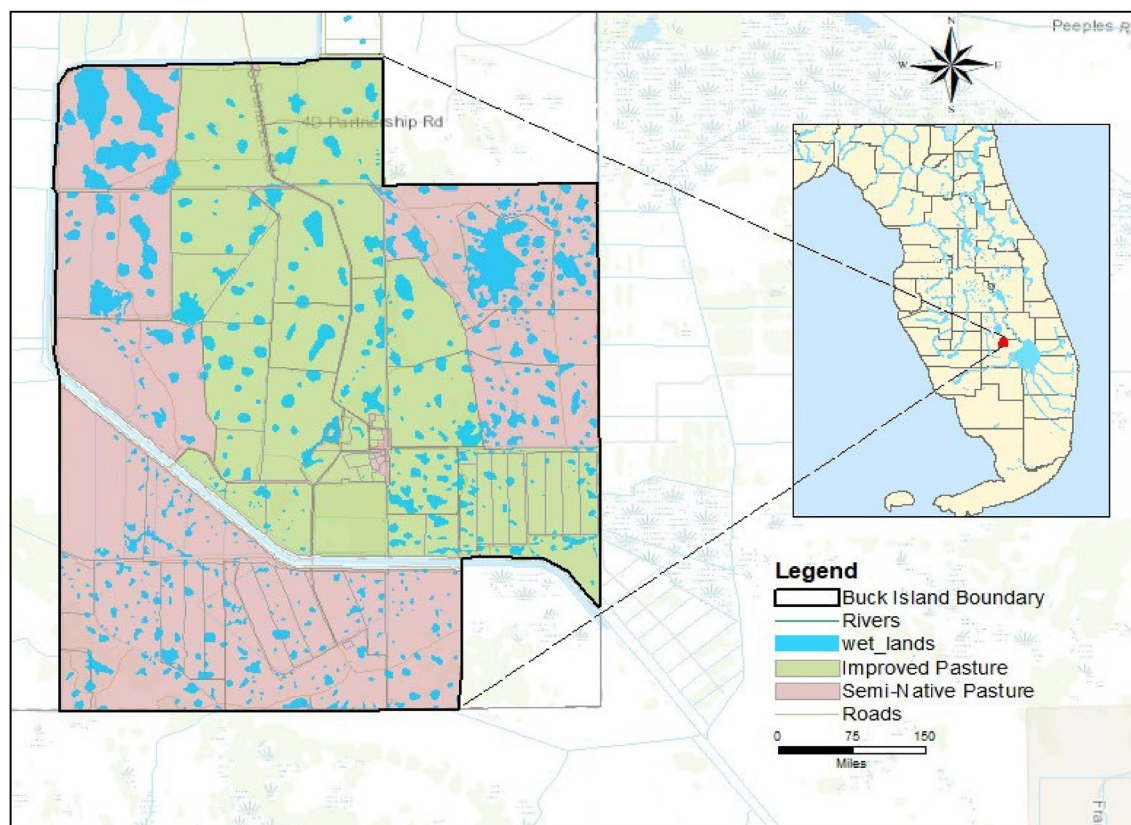 Peeples R
N
W
E
S
4D Partnership Rd
Legend
Buck Island Boundary
Rivers
wet_lands
Improved Pasture
Semi-Native Pasture
Roads
0 75 150
Miles
Fra